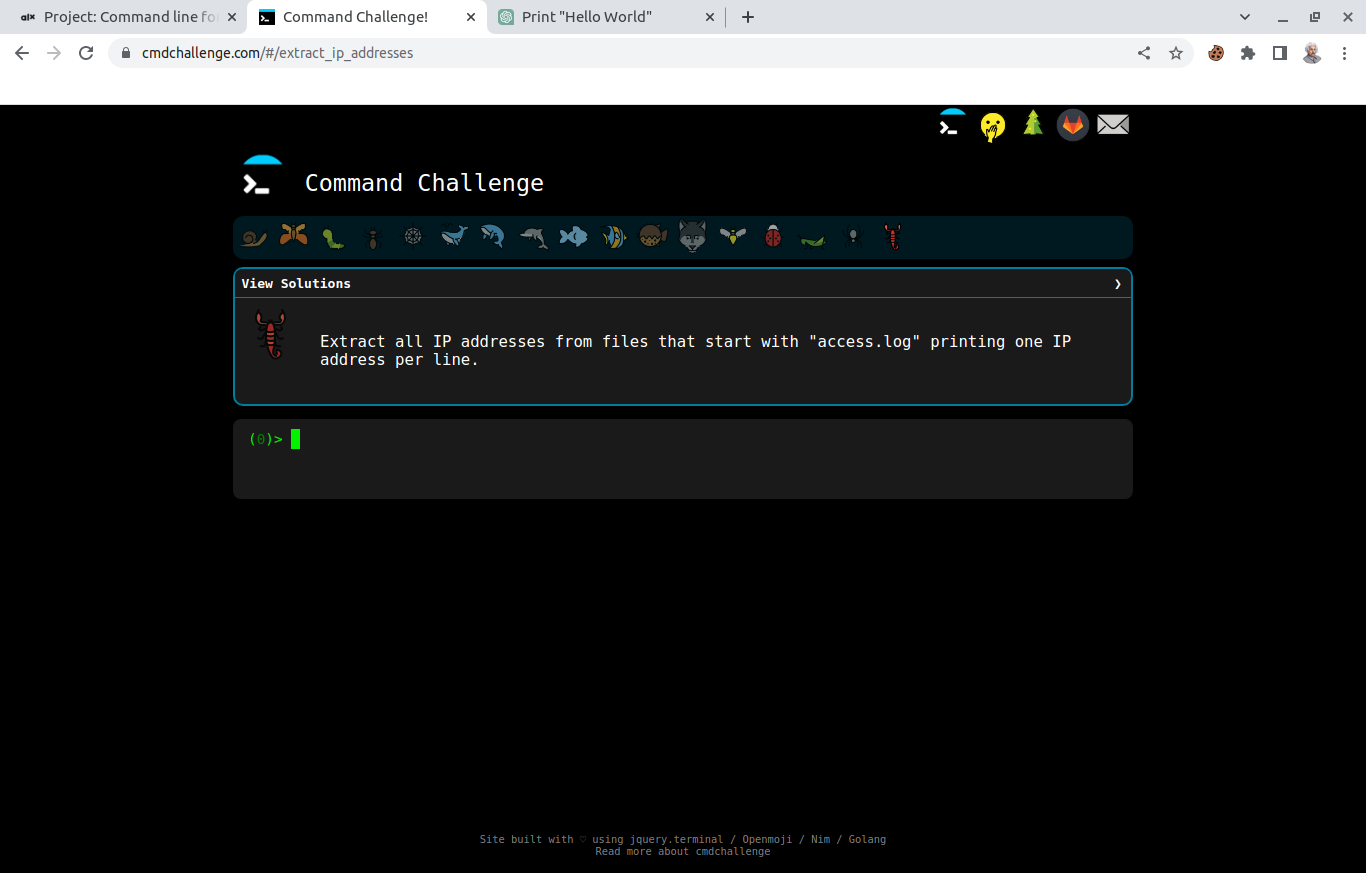 alx Project: Command line fo
Command Challenge!
Print "Hello World"
cmdchallenge.com/#/extract_ip_addresses
Command Challenge
View Solutions
Extract all IP addresses from files that start with "access.log" printing one IP
address per line.
(0)>
Site built with ♡ using jquery.terminal / Openmoji / Nim / Golang
Read more about cmdchallenge